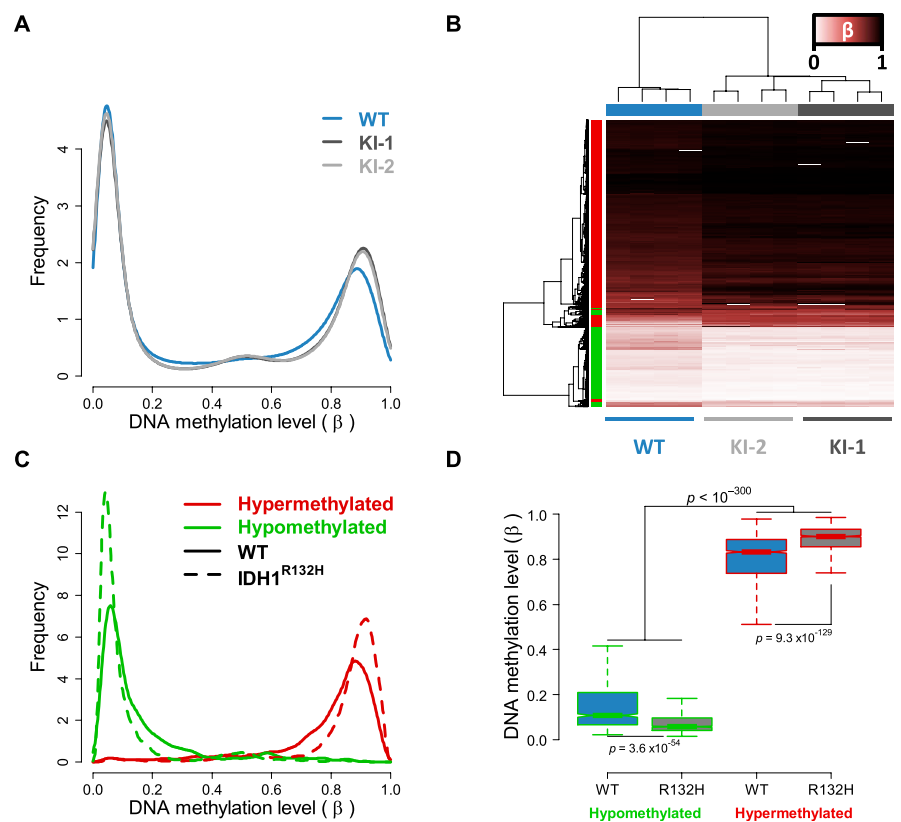 A
WT
KI-1
KI-2
Frequency
0
1
2
3
4
0.0 0.2 0.4 0.6 0.8 1.0
DNA methylation level ( β )
B
β
0 1
WT KI-2 KI-1
C
Hypermethylated
Hypomethylated
WT
IDH1R132H
Frequency
0
2
4
6
8
10
12
0.0 0.2 0.4 0.6 0.8 1.0
DNA methylation level ( β )
D
p < 10−300
DNA methylation level (β )
1.0
0.8
0.6
0.4
0.2
0.0
p = 9.3 x10-129
p = 3.6 x10-54
WT R132H WT R132H
Hypomethylated Hypermethylated